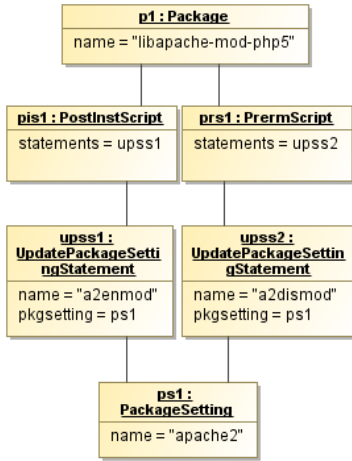 p1 : Package
name = "libapache-mod-php5"
pis1 : PostInstScript
statements = upss1
prs1 : PrermScript
statements = upss2
upss1 :
UpdatePackageSetti
ngStatement
name = "a2enmod"
pkgsetting = ps1
upss2 :
UpdatePackageSettin
gStatement
name = "a2dismod"
pkgsetting = ps1
ps1 :
PackageSetting
name = "apache2"